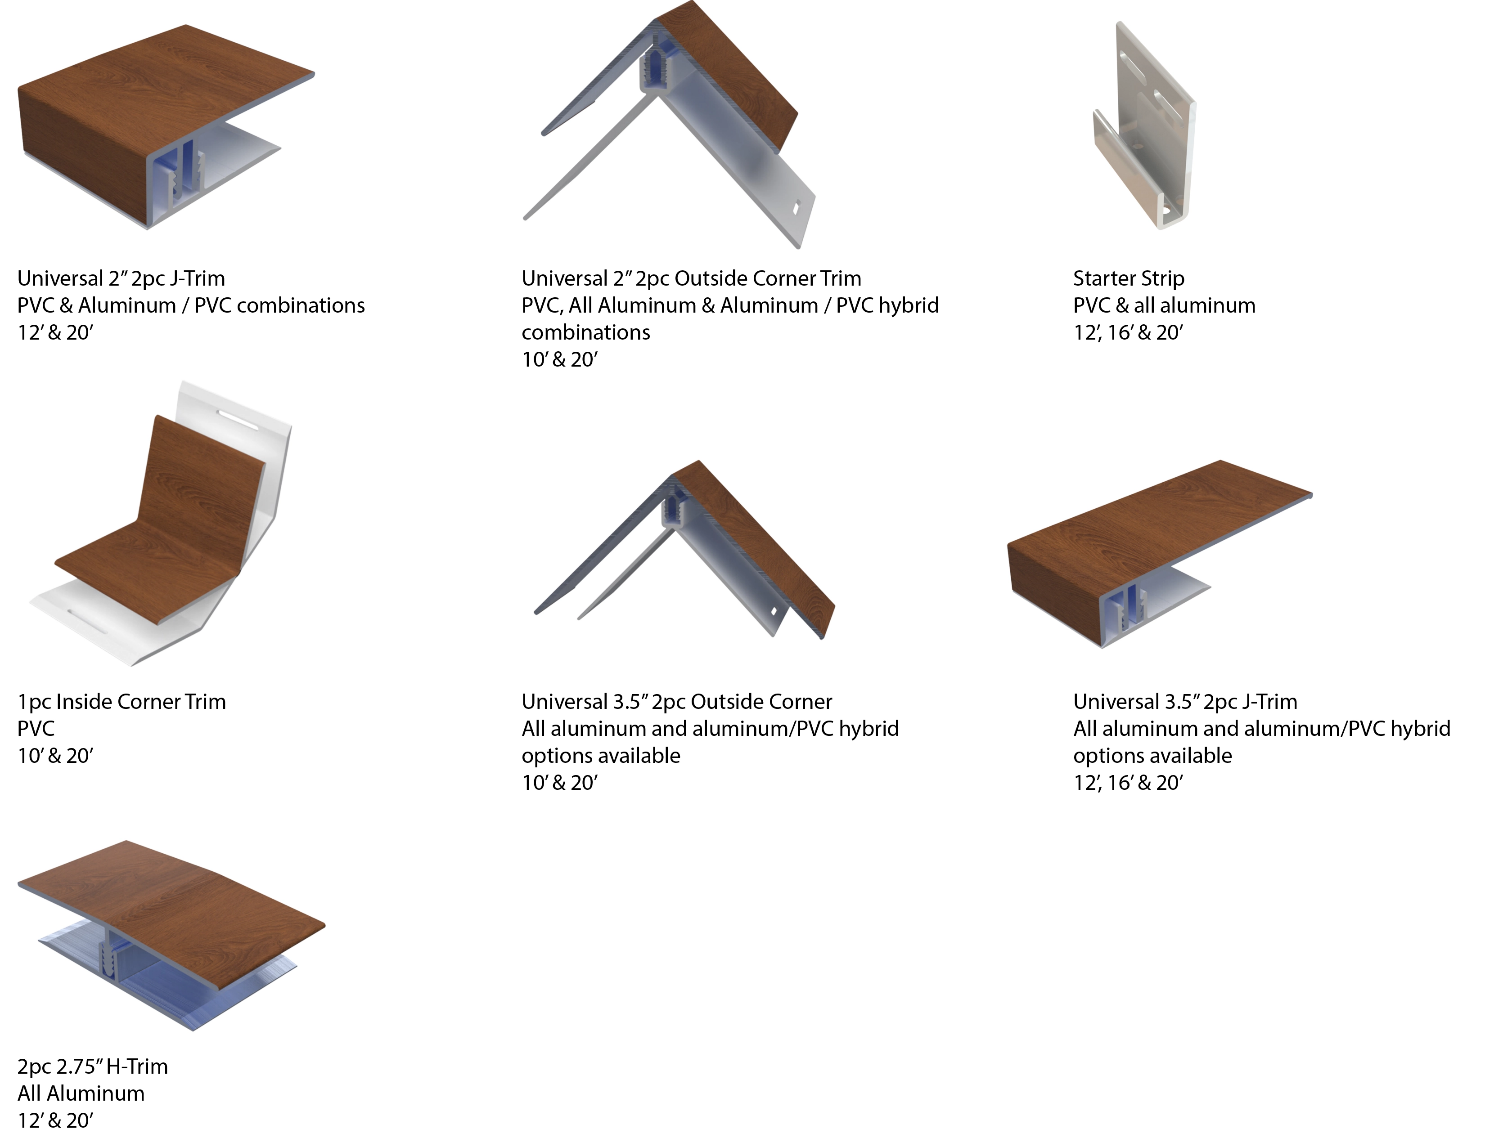 Universal 2” 2pc J-Trim
PVC & Aluminum / PVC combinations
12’ & 20’
Universal 2” 2pc Outside Corner Trim
PVC, All Aluminum & Aluminum / PVC hybrid
combinations
10’ & 20’
Starter Strip
PVC & all aluminum
12’, 16’ & 20’
1pc Inside Corner Trim
PVC
10’ & 20’
Universal 3.5” 2pc Outside Corner
All aluminum and aluminum/PVC hybrid
options available
10’ & 20’
Universal 3.5” 2pc J-Trim
All aluminum and aluminum/PVC hybrid
options available
12’, 16’ & 20’
2pc 2.75” H-Trim
All Aluminum
12’ & 20’